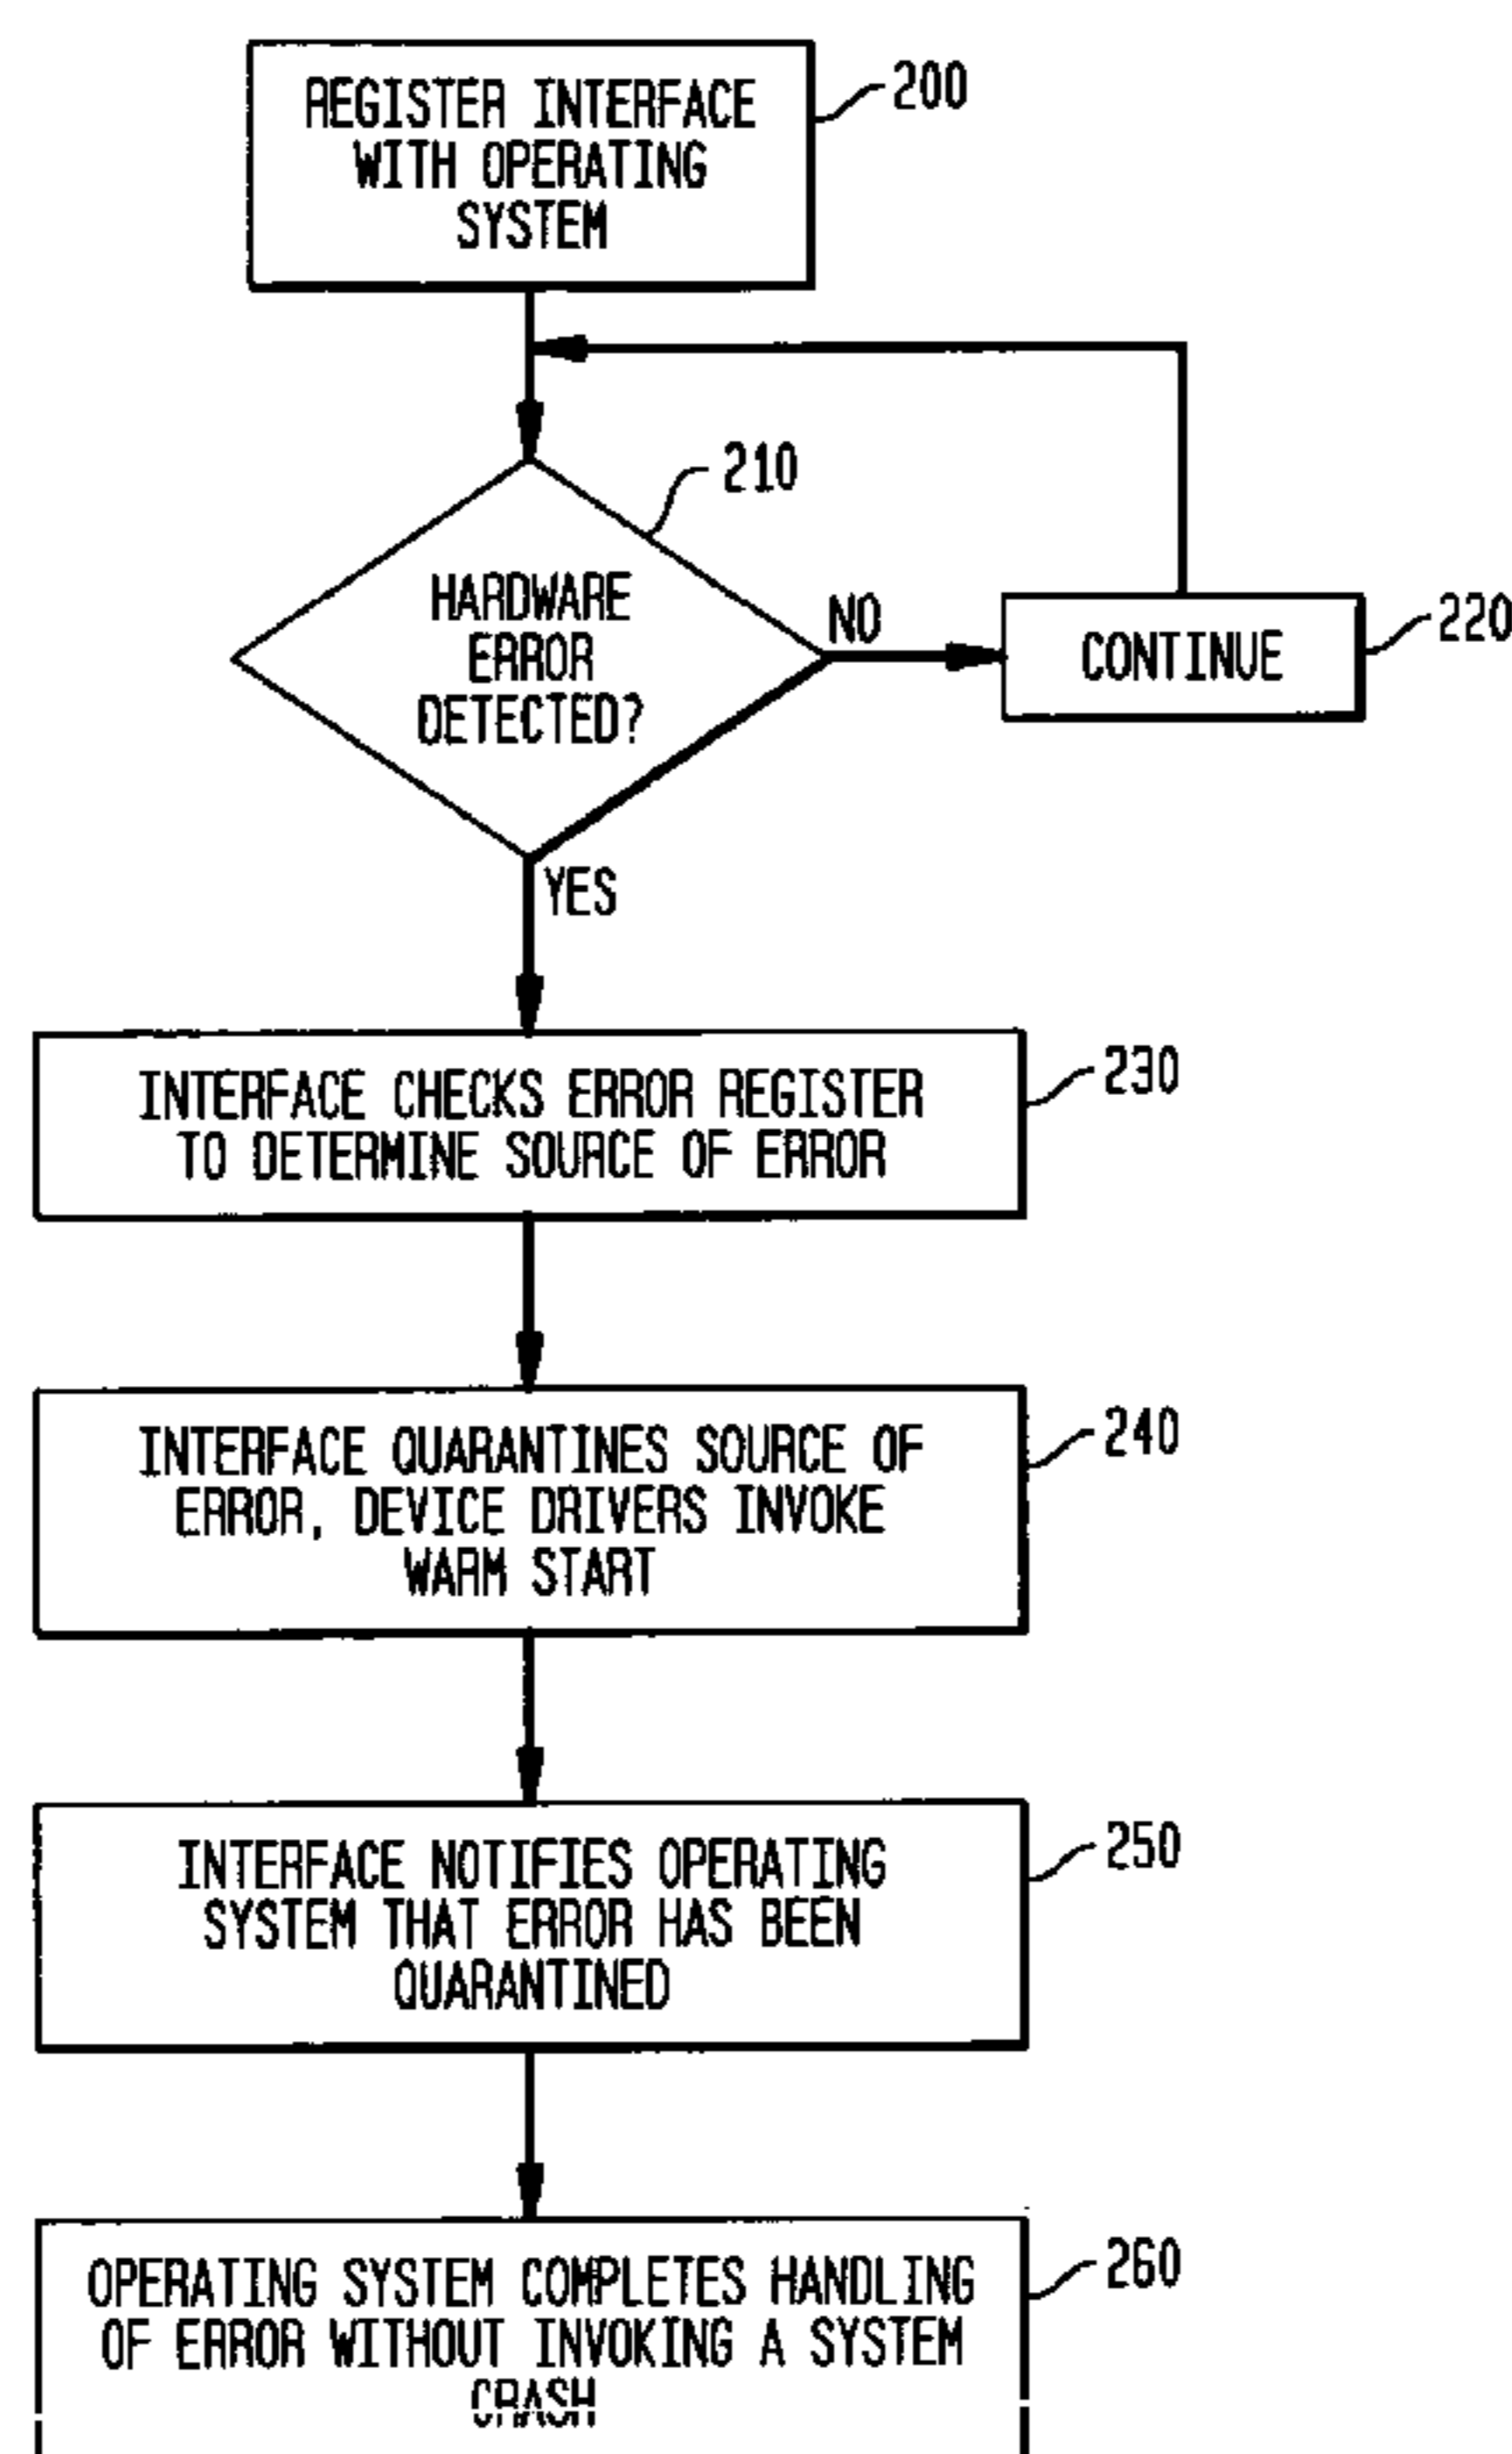 REGISTER INTERFACE
WITH OPERATING
SYSTEM
200
210
HARDWARE
ERROR
DETECTED?
NO
CONTINUE
220
YES
INTERFACE CHECKS ERROR REGISTER
TO DETERMINE SOURCE OF ERROR
230
INTERFACE QUARANTINES SOURCE OF
ERROR, DEVICE DRIVERS INVOKE
WARM START
240
INTERFACE NOTIFIES OPERATING
SYSTEM THAT ERROR HAS BEEN
QUARANTINED
250
OPERATING SYSTEM COMPLETES HANDLING
OF ERROR WITHOUT INVOKING A SYSTEM
CRASH
260